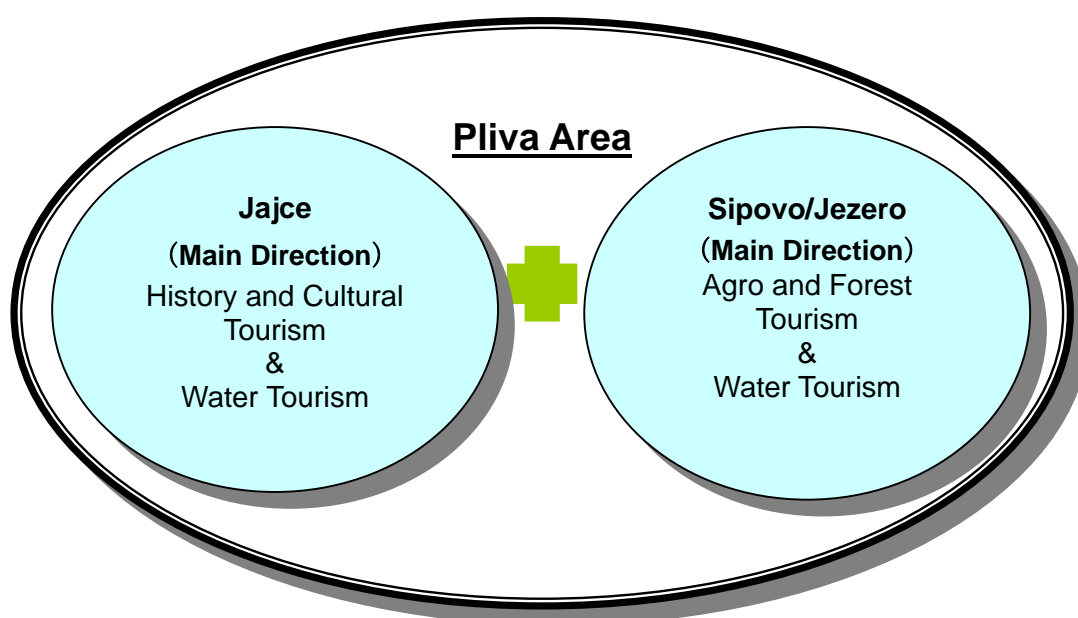 Pliva Area
Jajce
（Main Direction）
History and Cultural
Tourism
&
Water Tourism
Sipovo/Jezero
（Main Direction）
Agro and Forest
Tourism
&
Water Tourism